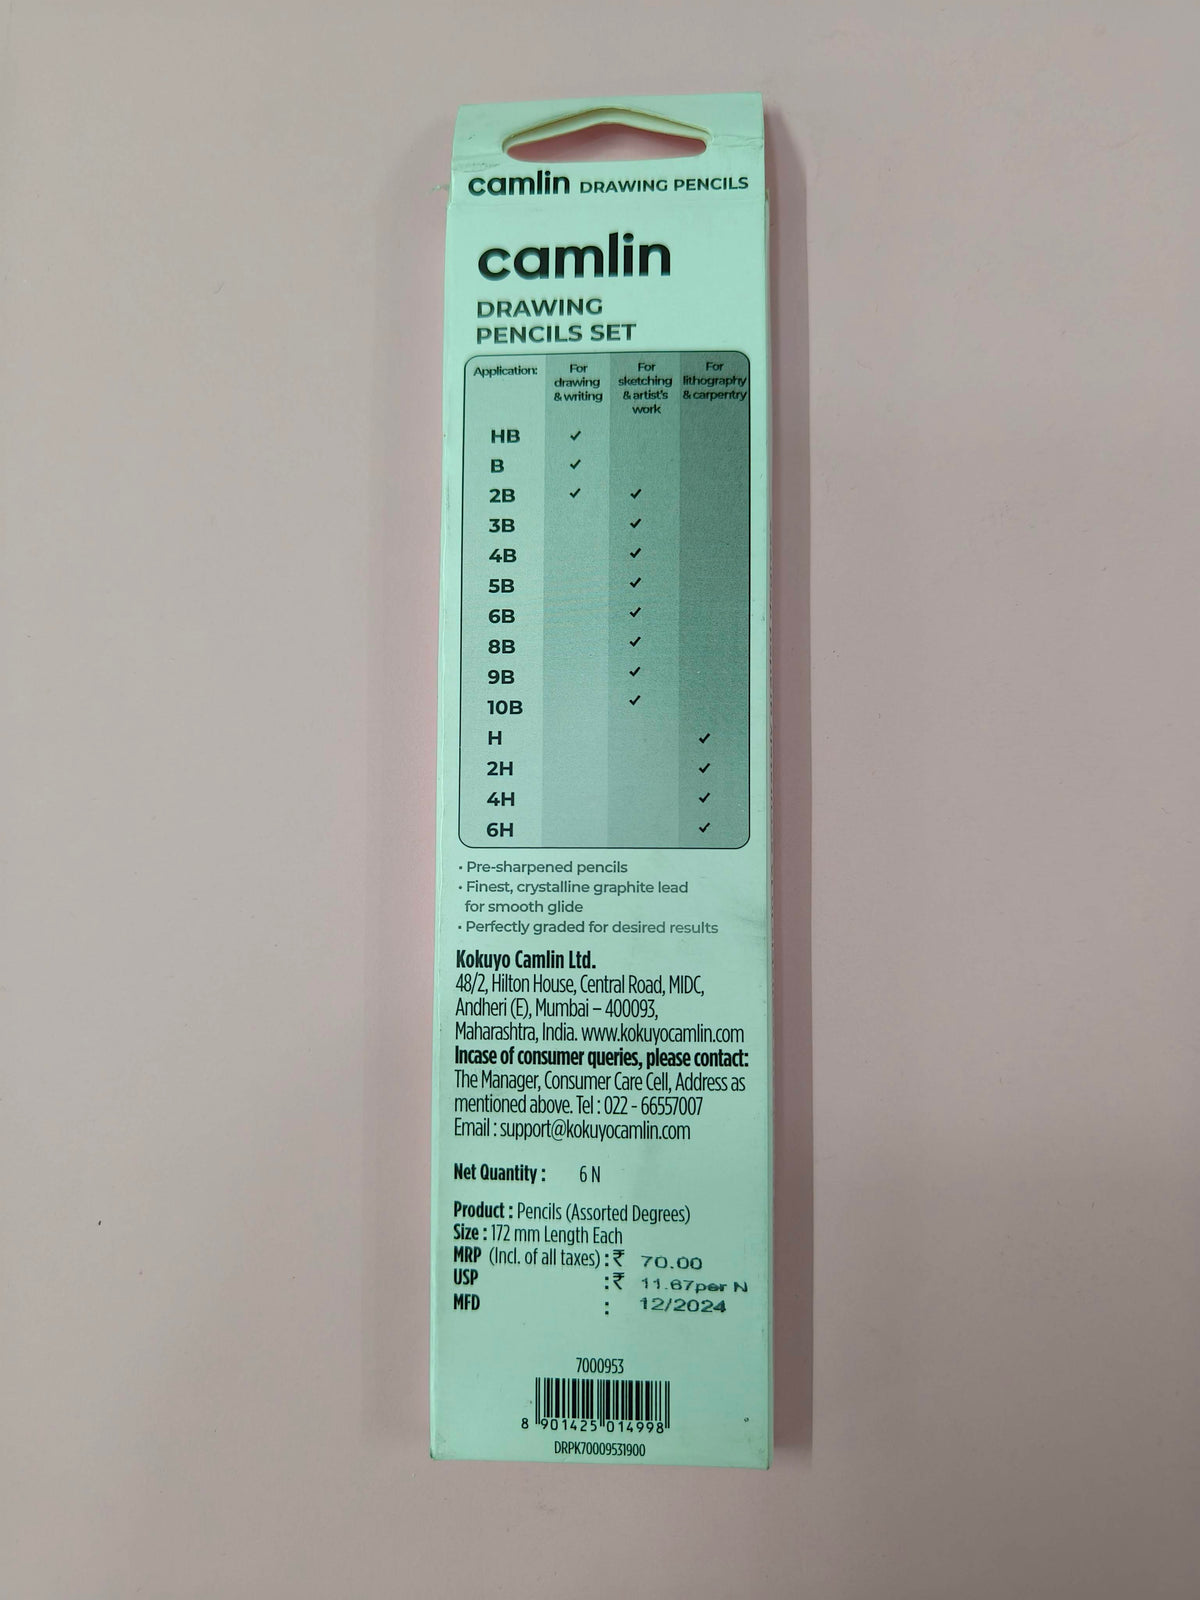 camlin DRAWING PENCILS
camlin
DRAWING
PENCILS SET
Application: For drawing & writing For sketching & artist's work For lithography & carpentry
HB ✓
B ✓
2B ✓ ✓
3B ✓
4B ✓
5B ✓
6B ✓
8B ✓
9B ✓
10B ✓
H ✓
2H ✓
4H ✓
6H ✓
• Pre-sharpened pencils
• Finest, crystalline graphite lead
for smooth glide
• Perfectly graded for desired results
Kokuyo Camlin Ltd.
48/2, Hilton House, Central Road, MIDC,
Andheri (E), Mumbai – 400093,
Maharashtra, India. www.kokuyocamlin.com
Incase of consumer queries, please contact:
The Manager, Consumer Care Cell, Address as
mentioned above. Tel : 022 - 66557007
Email : support@kokuyocamlin.com
Net Quantity : 6 N
Product : Pencils (Assorted Degrees)
Size : 172 mm Length Each
MRP (Incl. of all taxes) : ₹ 70.00
USP : ₹ 11.67per N
MFD : 12/2024
7000953
8 901425 014998
DRPK70009531900